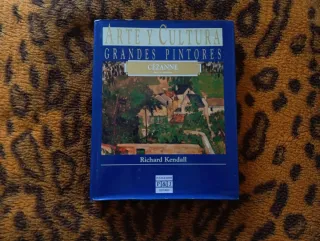 ARTE Y CULTURA
GRANDES PINTORES
CÉZANNE
Richard Kendall